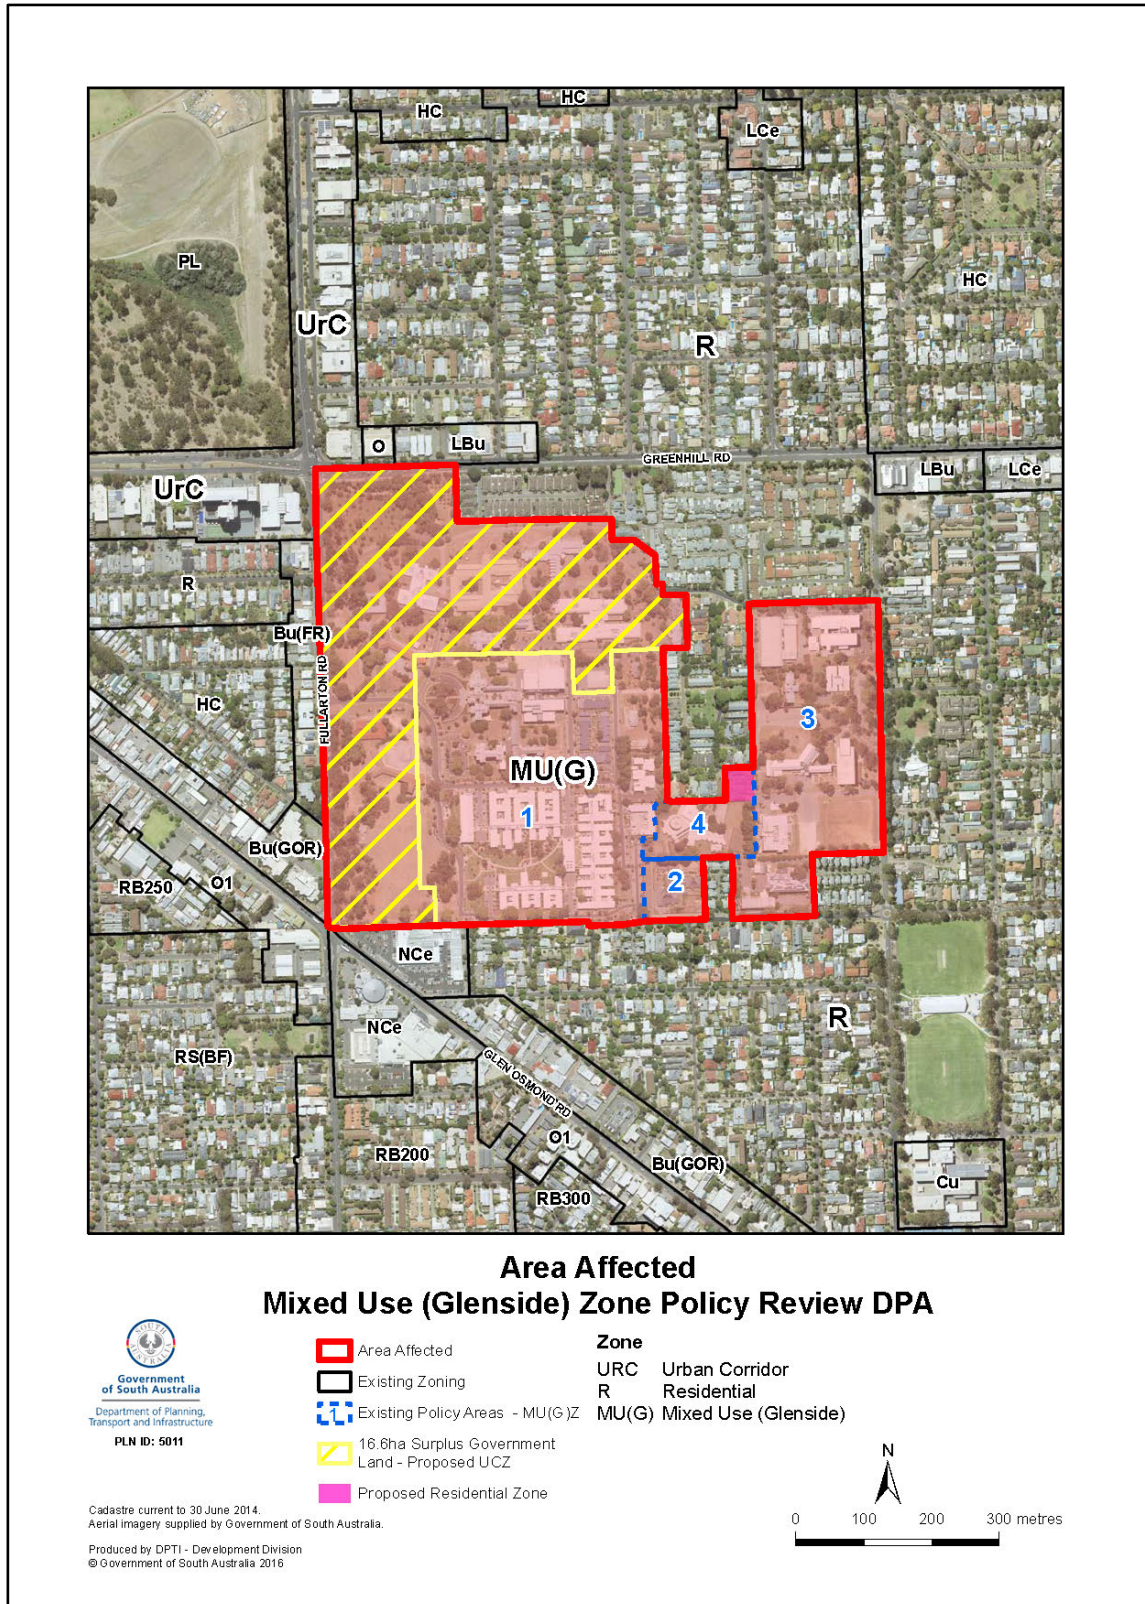 HC
HC
LCe
PL
HC
UrC
R
O
LBu
GREENHILL RD
LBu
LCe
UrC
R
Bu(FR)
FULLARTON RD
HC
3
MU(G)
1
4
Bu(GOR)
2
RB250
O1
NCe
NCe
R
RS(BF)
GLEN OSMOND RD
O1
RB200
Bu(GOR)
RB300
Cu
Area Affected
Mixed Use (Glenside) Zone Policy Review DPA
SOUTH AUSTRALIA
Government
of South Australia
Department of Planning,
Transport and Infrastructure
PLN ID: 5011
Area Affected
Existing Zoning
1 Existing Policy Areas - MU(G)Z
16.6ha Surplus Government
Land - Proposed UCZ
Proposed Residential Zone
Zone
URC Urban Corridor
R Residential
MU(G) Mixed Use (Glenside)
N
0 100 200 300 metres
Cadastre current to 30 June 2014.
Aerial imagery supplied by Government of South Australia.
Produced by DPTI - Development Division
© Government of South Australia 2016